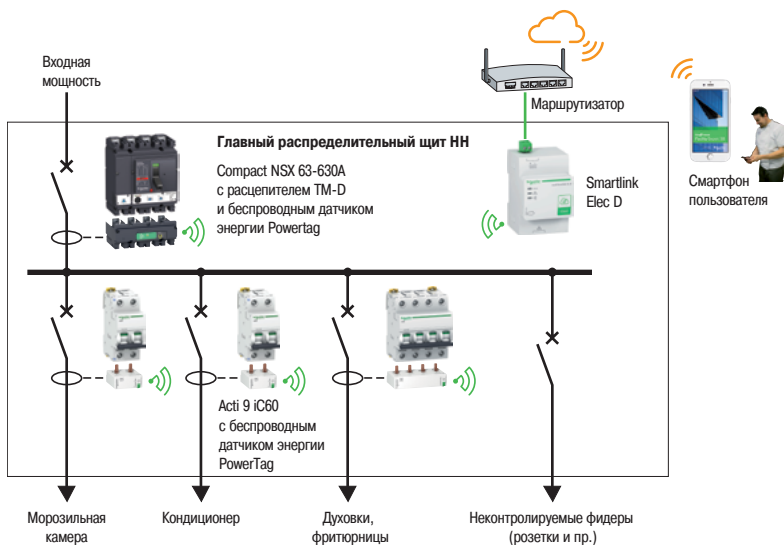 Входная
мощность
Маршрутизатор
Главный распределительный щит НН
Compact NSX 63-630A
с расцепителем TM-D
и беспроводным датчиком
энергии Powertag
Smartlink
Elec D
Смартфон
пользователя
Acti 9 iC60
с беспроводным
датчиком энергии
PowerTag
Морозильная
камера
Кондиционер
Духовки,
фритюрницы
Неконтролируемые фидеры
(розетки и пр.)